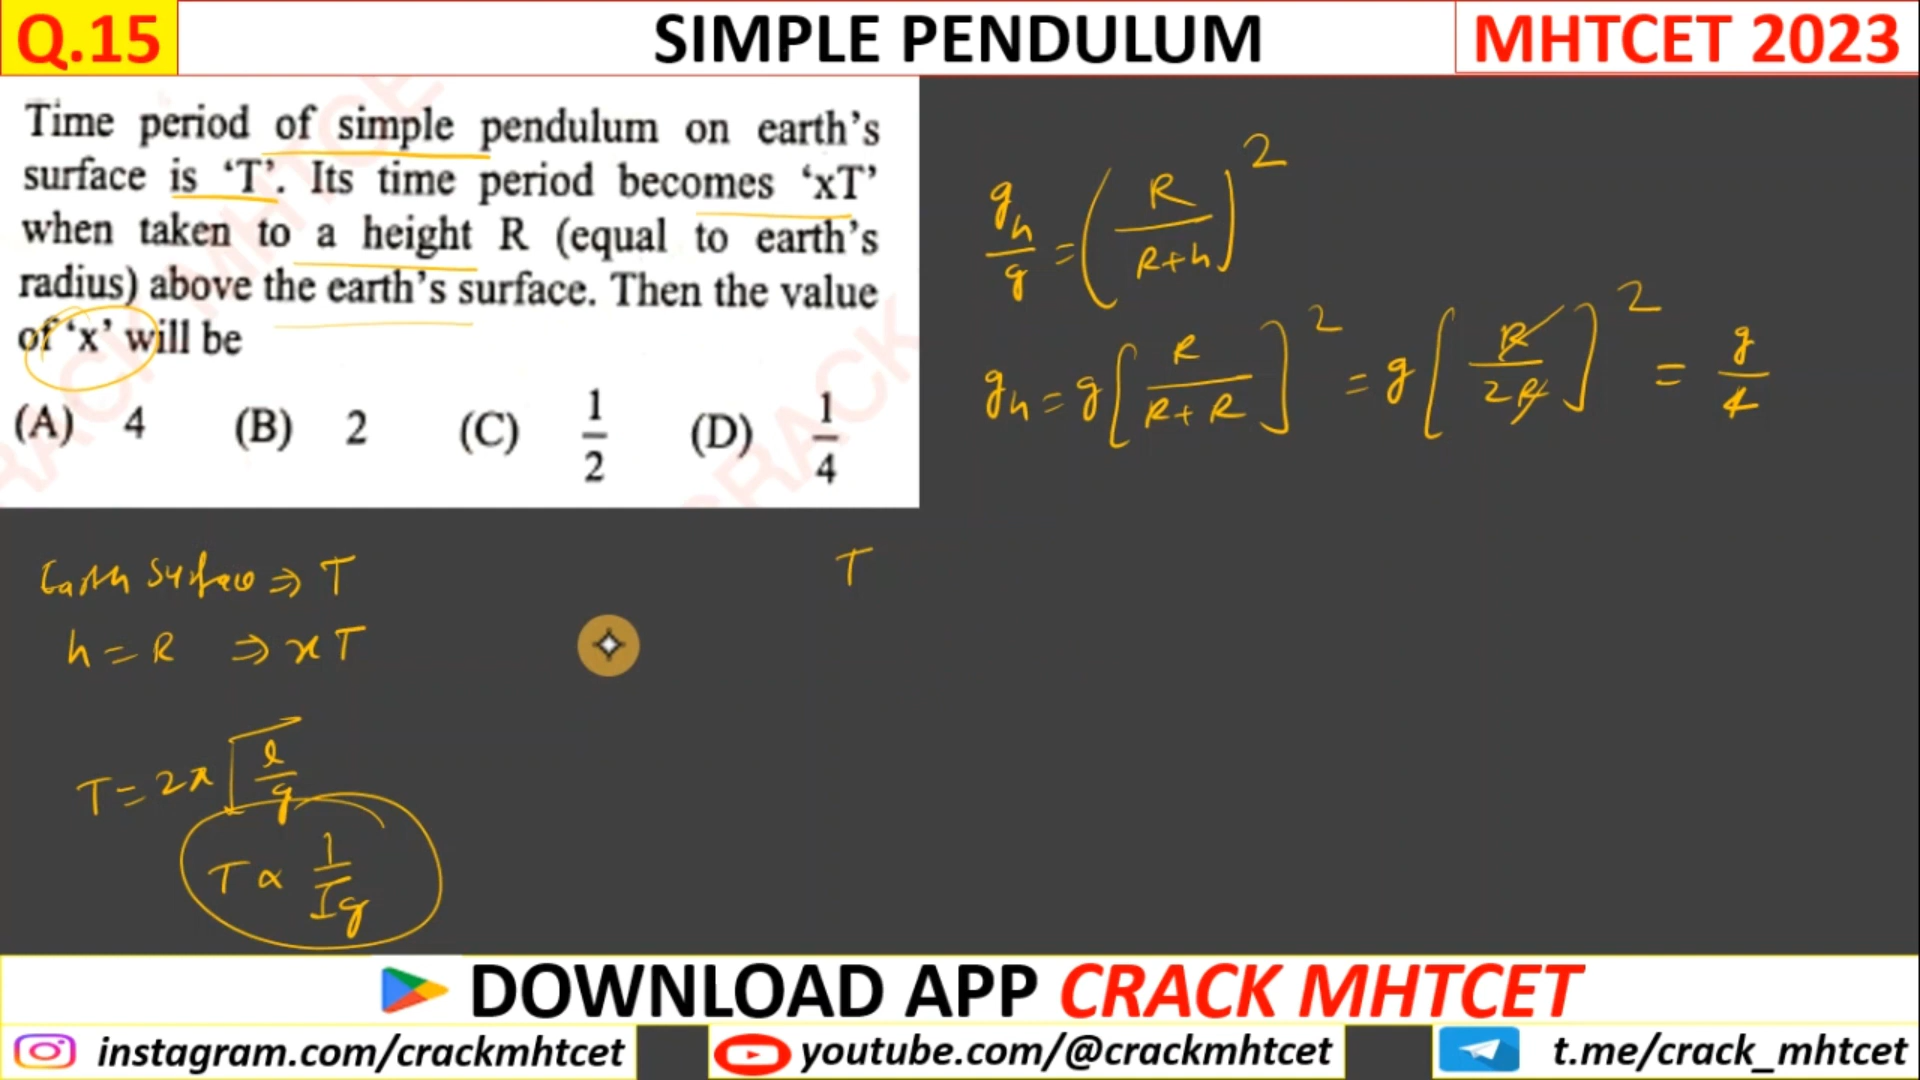 Q.15 SIMPLE PENDULUM MHTCET 2023
Time period of simple pendulum on earth's
surface is ‘T’. Its time period becomes ‘xT’
when taken to a height R (equal to earth's
radius) above the earth's surface. Then the value
of ‘x’ will be
(A) 4 (B) 2 (C) 1/2 (D) 1/4
g_h/g = (R/R+h)^2
g_h = g[R/R+R]^2 = g[R/2R]^2 = g/4
Earth Surface ⇒ T
h = R ⇒ xT
T
T = 2π√(l/g)
T ∝ 1/√g
DOWNLOAD APP CRACK MHTCET
instagram.com/crackmhtcet youtube.com/@crackmhtcet t.me/crack_mhtcet